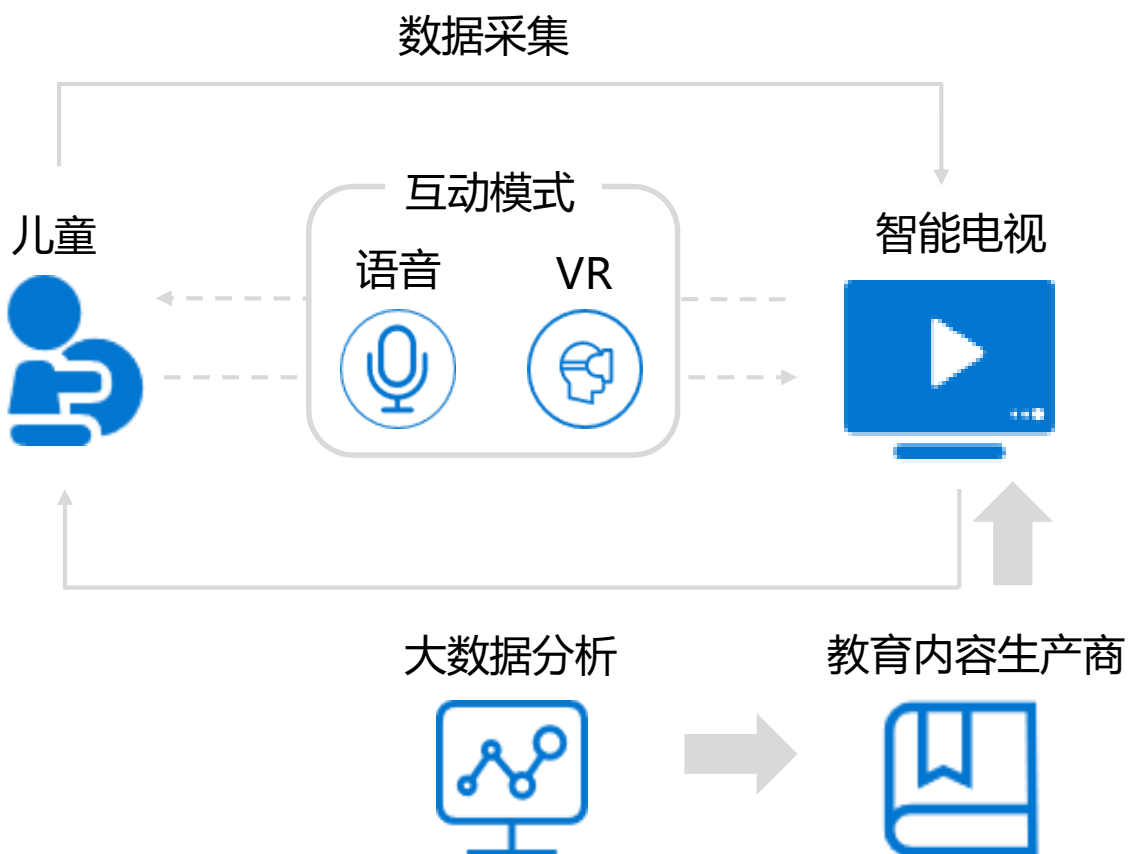 数据采集
互动模式
儿童
智能电视
语音
VR
大数据分析
教育内容生产商